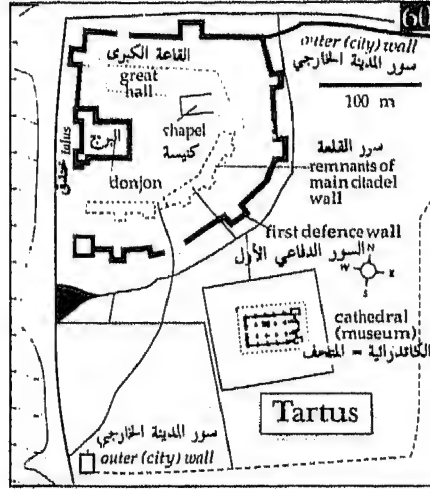 60
outer (city) wall
سور المدينة الخارجي
100 m
القاعة الكبرى
great
hall
chapel
كنيسة
البرج
talus
خندق
donjon
سور القلعة
remnants of
main citadel
wall
first defence wall
السور الدفاعي الأول
N
W
E
S
cathedral
(museum)
الكاتدرائية = المتحف
Tartus
سور المدينة الخارجي
outer (city) wall